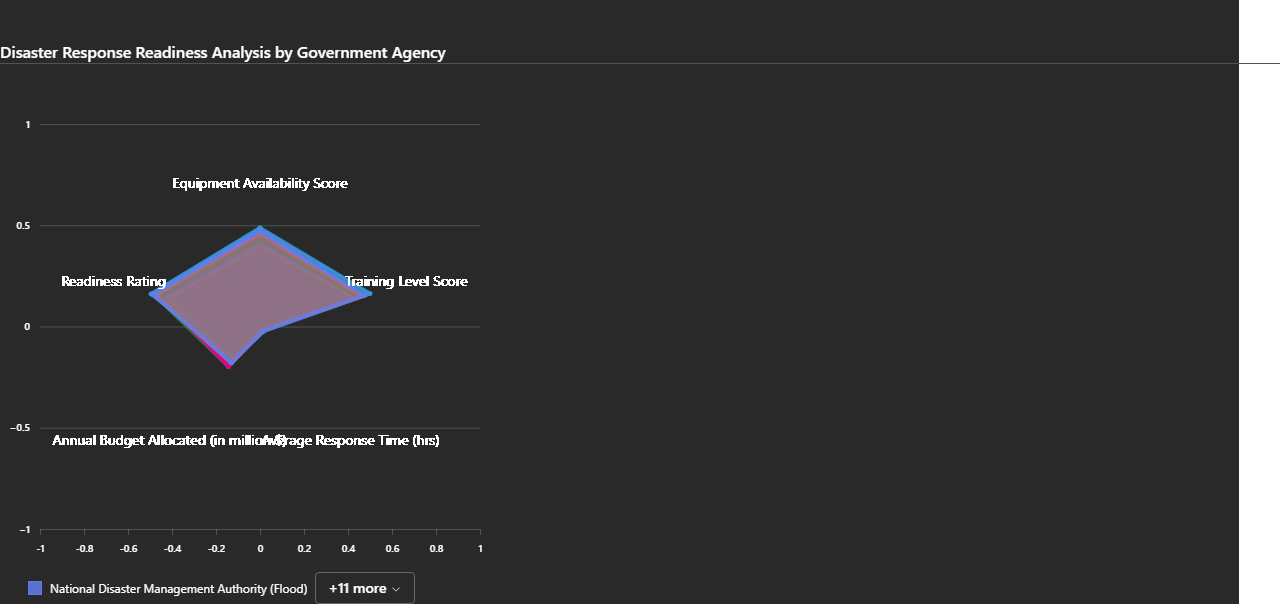 Disaster Response Readiness Analysis by Government Agency
1
Equipment Availability Score
0.5
Readiness Rating
Training Level Score
0
−0.5
Annual Budget Allocated (in million $)
Average Response Time (hrs)
−1
-1 -0.8 -0.6 -0.4 -0.2 0 0.2 0.4 0.6 0.8 1
National Disaster Management Authority (Flood) +11 more